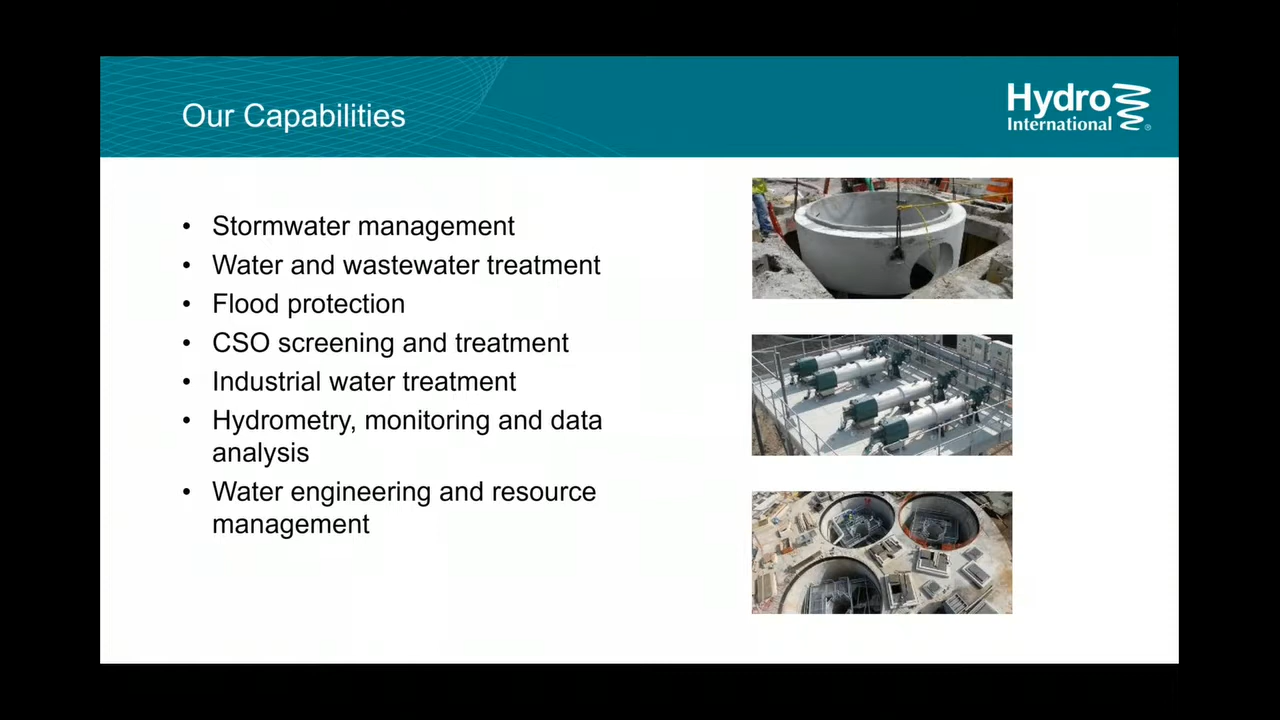 Our Capabilities
Hydro
International
®
• Stormwater management
• Water and wastewater treatment
• Flood protection
• CSO screening and treatment
• Industrial water treatment
• Hydrometry, monitoring and data
analysis
• Water engineering and resource
management